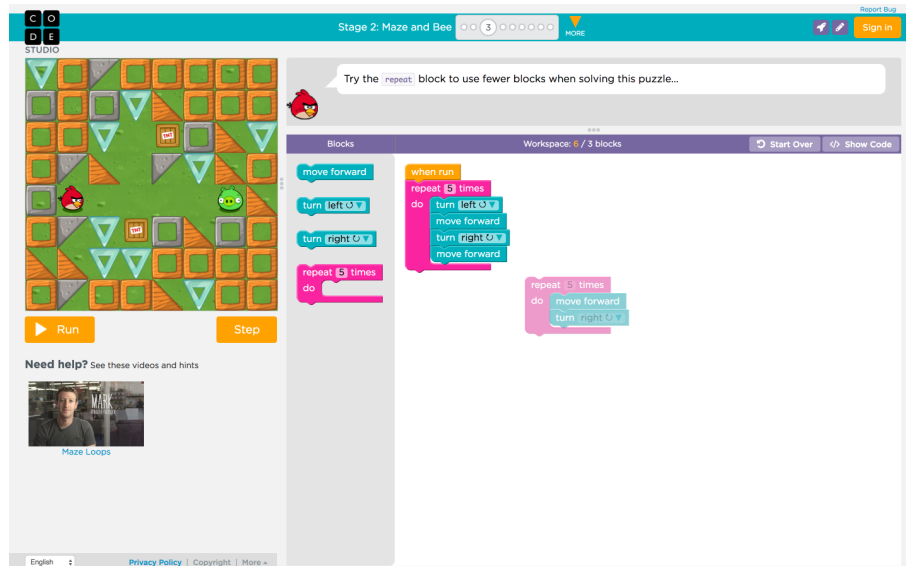 Report Bug
C O
D E
STUDIO
Stage 2: Maze and Bee
3
MORE
Sign in
Try the repeat block to use fewer blocks when solving this puzzle...
Blocks
Workspace: 6 / 3 blocks
Start Over
</> Show Code
move forward
turn left
turn right
repeat 5 times
do
when run
repeat 5 times
do turn left
move forward
turn right
move forward
repeat 5 times
do move forward
turn right
TNT
TNT
Run
Step
Need help? See these videos and hints
MARK
Maze Loops
English
Privacy Policy | Copyright | More